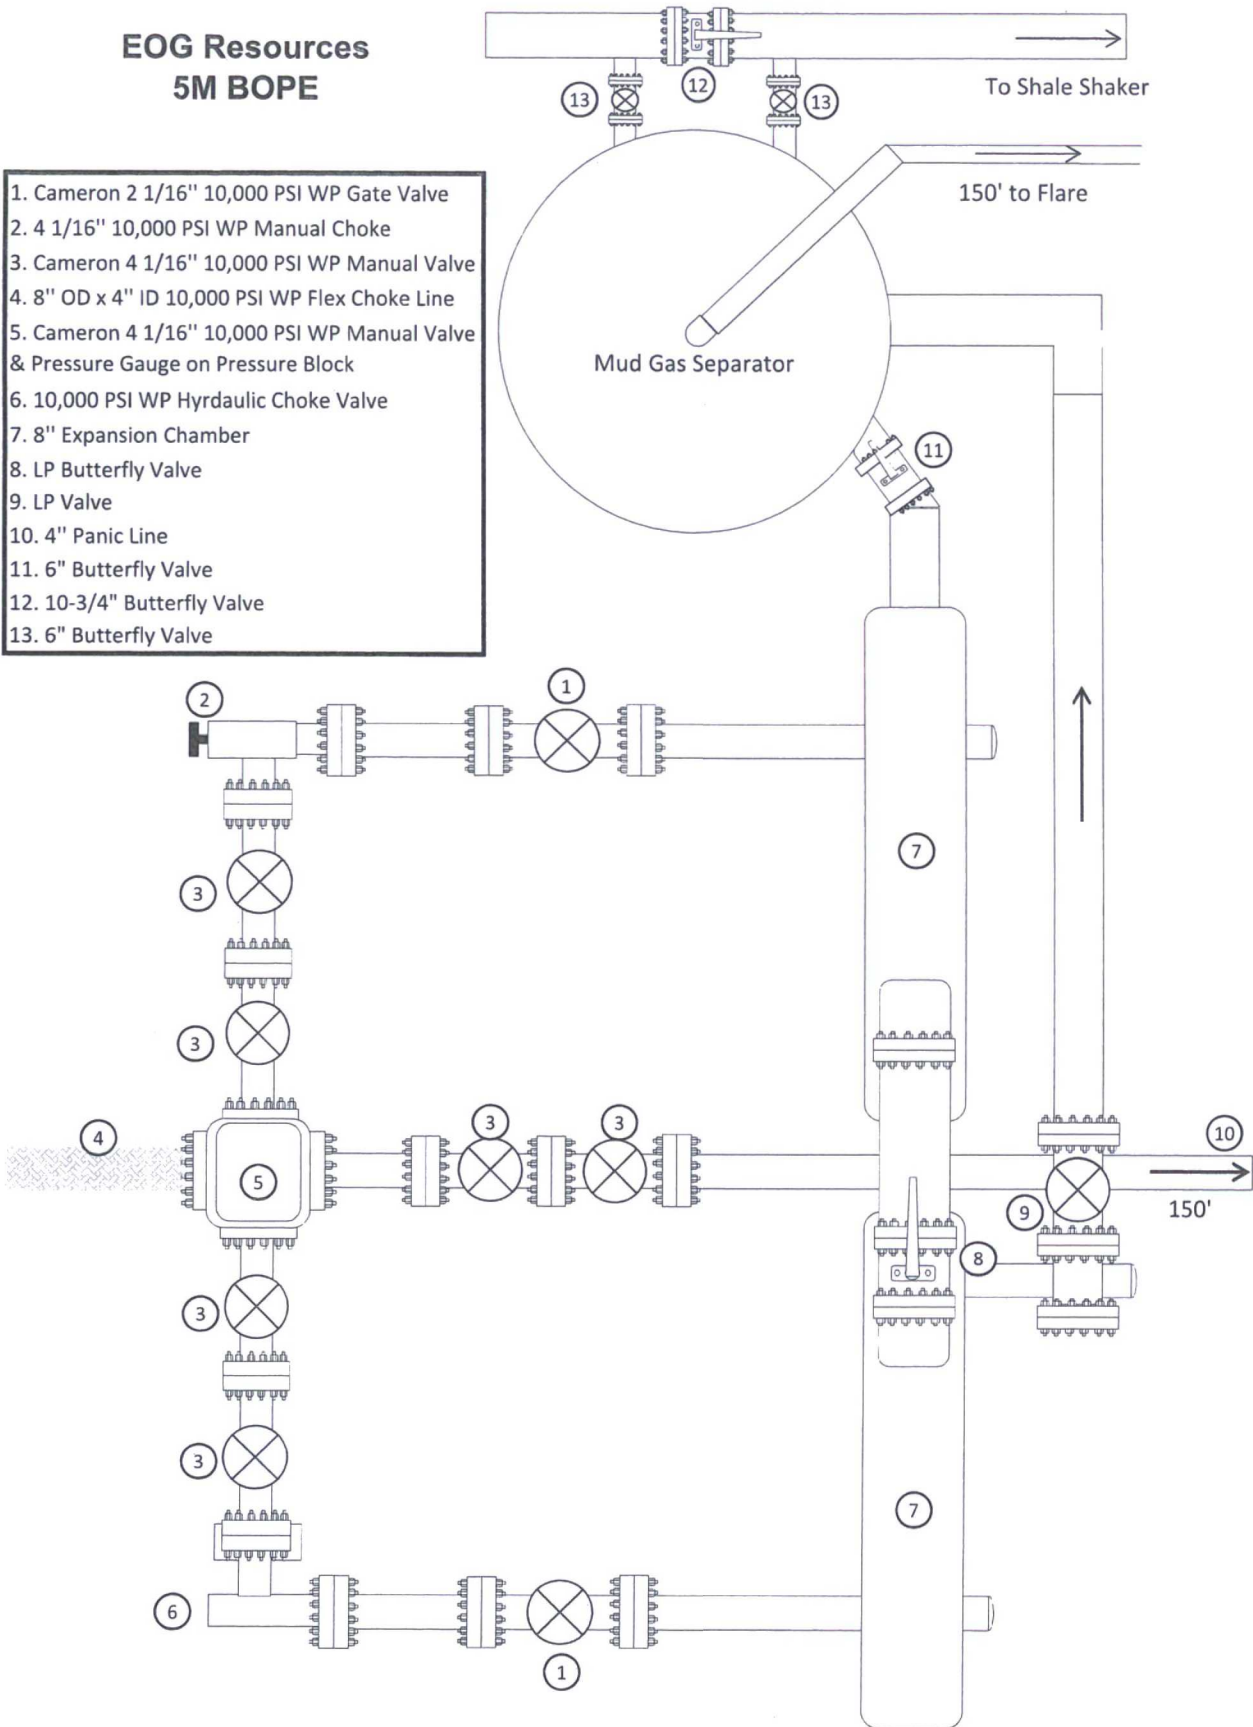 EOG Resources
5M BOPE
12
13
13
To Shale Shaker
150' to Flare
1. Cameron 2 1/16" 10,000 PSI WP Gate Valve
2. 4 1/16" 10,000 PSI WP Manual Choke
3. Cameron 4 1/16" 10,000 PSI WP Manual Valve
4. 8" OD x 4" ID 10,000 PSI WP Flex Choke Line
5. Cameron 4 1/16" 10,000 PSI WP Manual Valve
& Pressure Gauge on Pressure Block
6. 10,000 PSI WP Hyrdaulic Choke Valve
7. 8" Expansion Chamber
8. LP Butterfly Valve
9. LP Valve
10. 4" Panic Line
11. 6" Butterfly Valve
12. 10-3/4" Butterfly Valve
13. 6" Butterfly Valve
Mud Gas Separator
11
2
1
7
3
3
4
3
3
10
5
9
150'
8
3
3
7
6
1